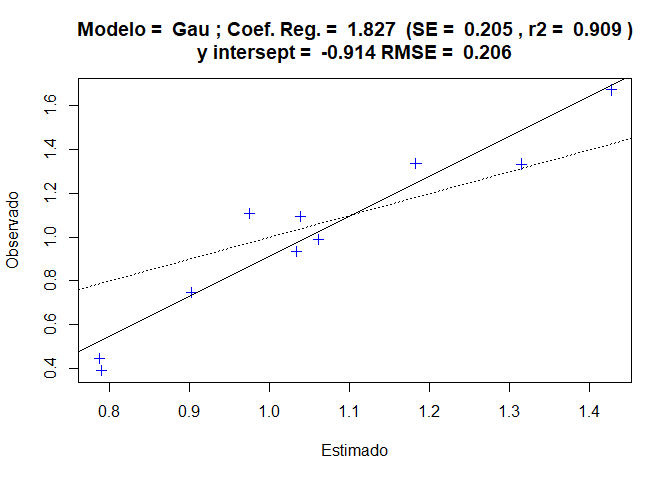 Modelo = Gau ; Coef. Reg. = 1.827 (SE = 0.205 , r2 = 0.909 )
y intersept = -0.914 RMSE = 0.206
Observado
1.6
1.4
1.2
1.0
0.8
0.6
0.4
0.8 0.9 1.0 1.1 1.2 1.3 1.4
Estimado